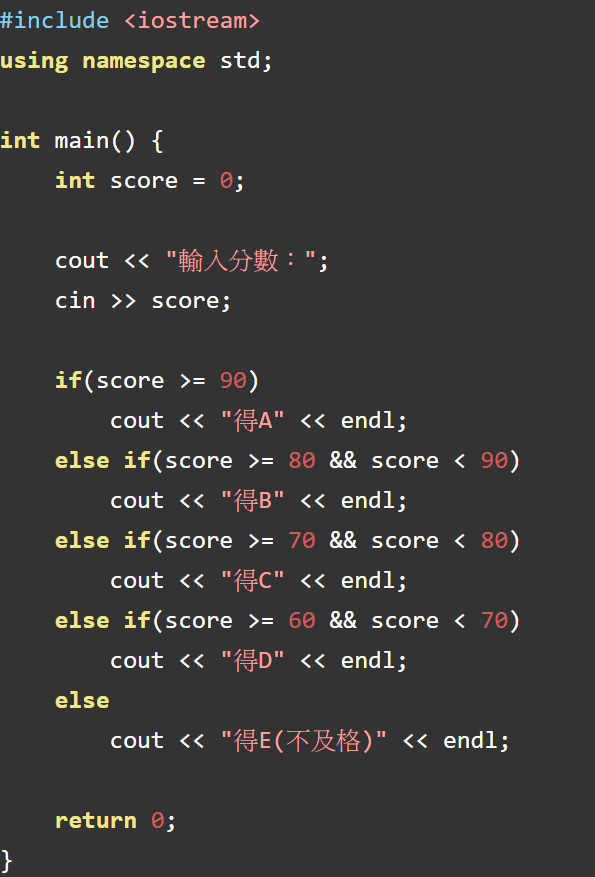 #include <iostream>
using namespace std;
int main() {
int score = 0;
cout << "輸入分數：";
cin >> score;
if(score >= 90)
cout << "得A" << endl;
else if(score >= 80 && score < 90)
cout << "得B" << endl;
else if(score >= 70 && score < 80)
cout << "得C" << endl;
else if(score >= 60 && score < 70)
cout << "得D" << endl;
else
cout << "得E(不及格)" << endl;
return 0;
}